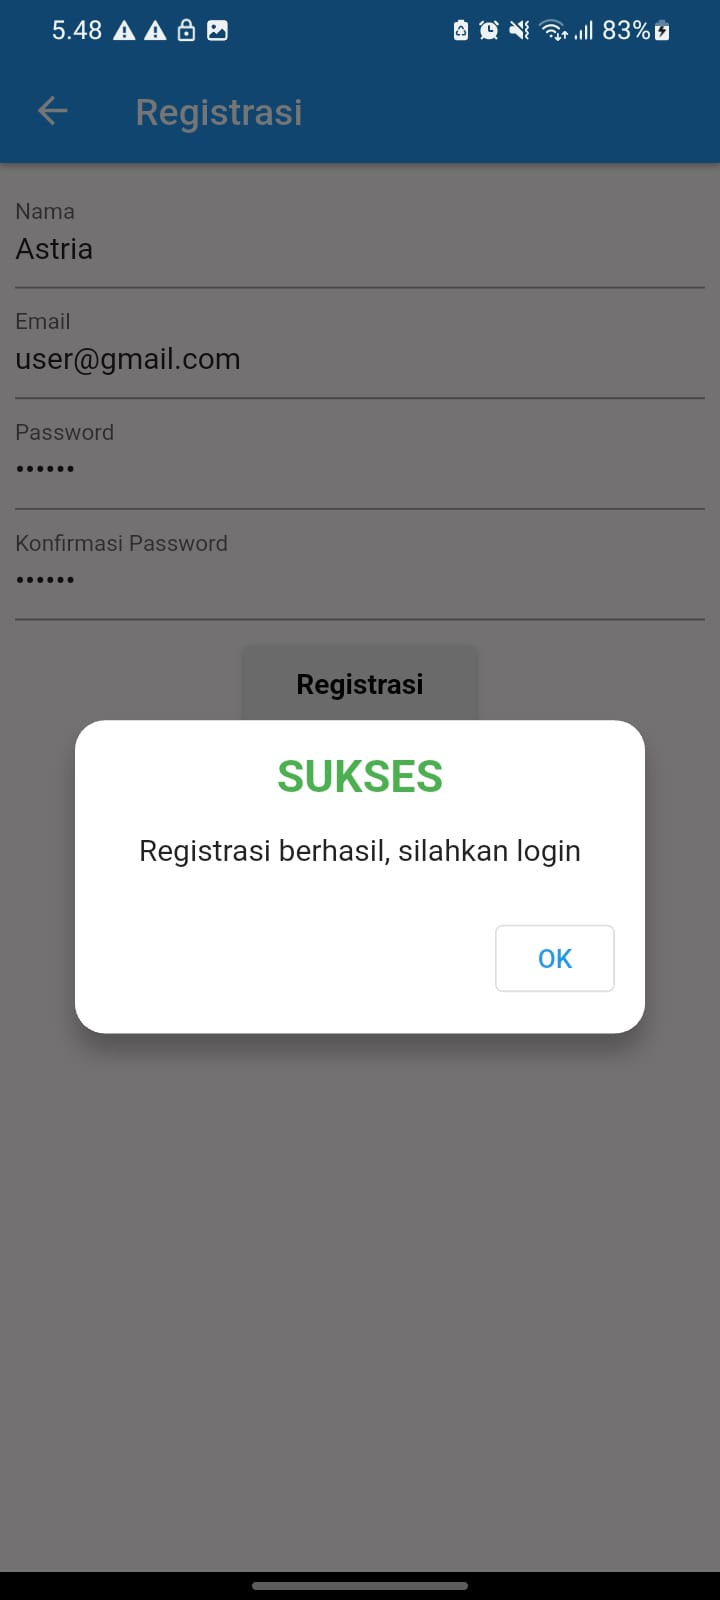 5.48 83%
Registrasi
Nama
Astria
Email
user@gmail.com
Password
••••••
Konfirmasi Password
••••••
Registrasi
SUKSES
Registrasi berhasil, silahkan login
OK